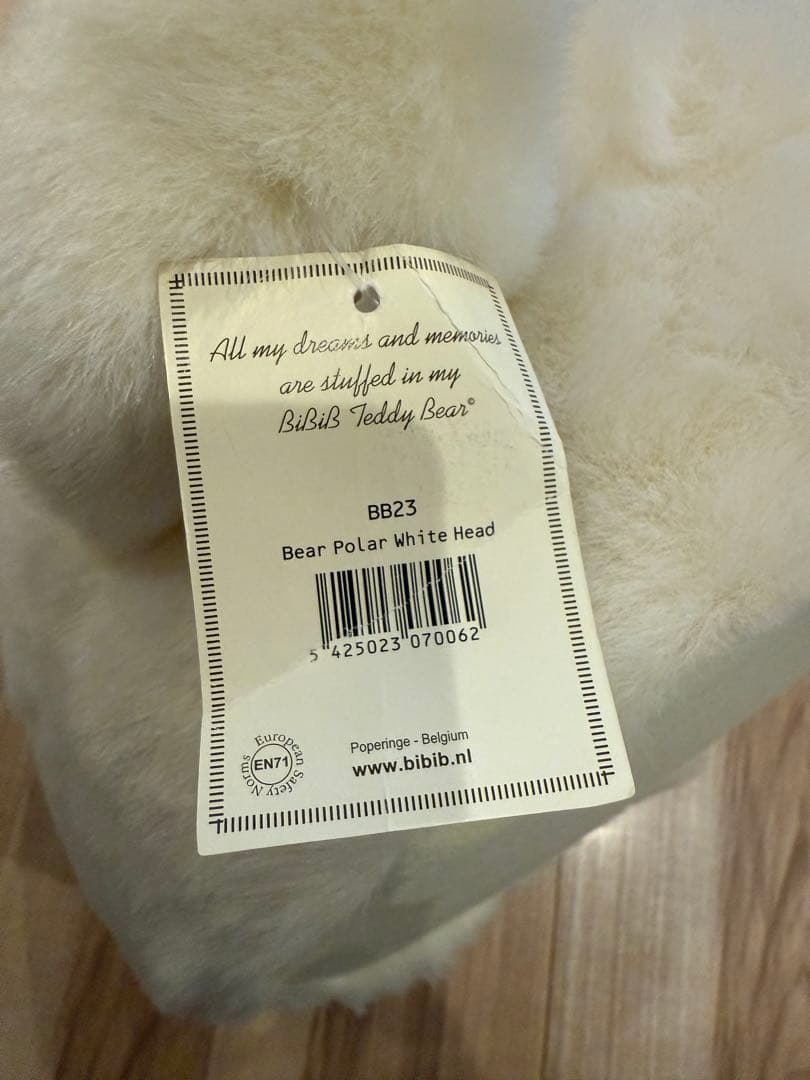 All my dreams and memories
are stuffed in my
BiBiB Teddy Bear©
BB23
Bear Polar White Head
5 425023 070062
European Safety Norms
EN71
Poperinge - Belgium
www.bibib.nl